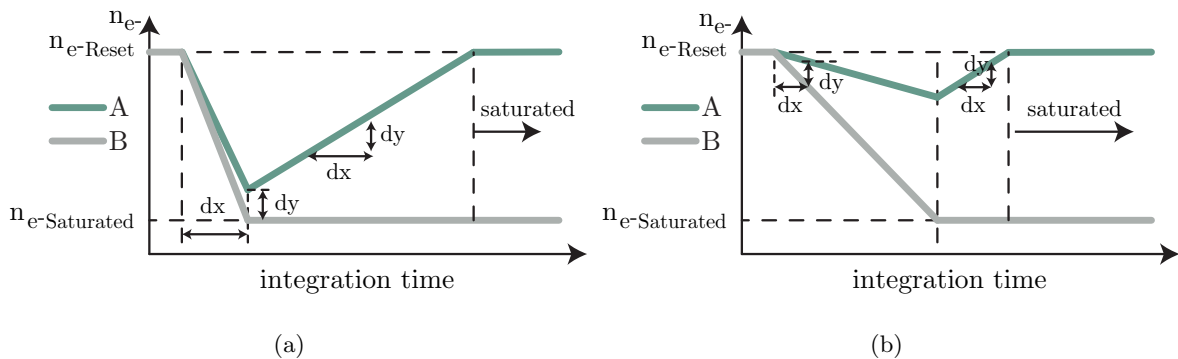 n e-
n e-Reset
A
B
saturated
dy
dx
dx
dy
n e-Saturated
integration time
(a)
n e-
n e-Reset
dy
dy
dx
dx
A
B
saturated
n e-Saturated
integration time
(b)